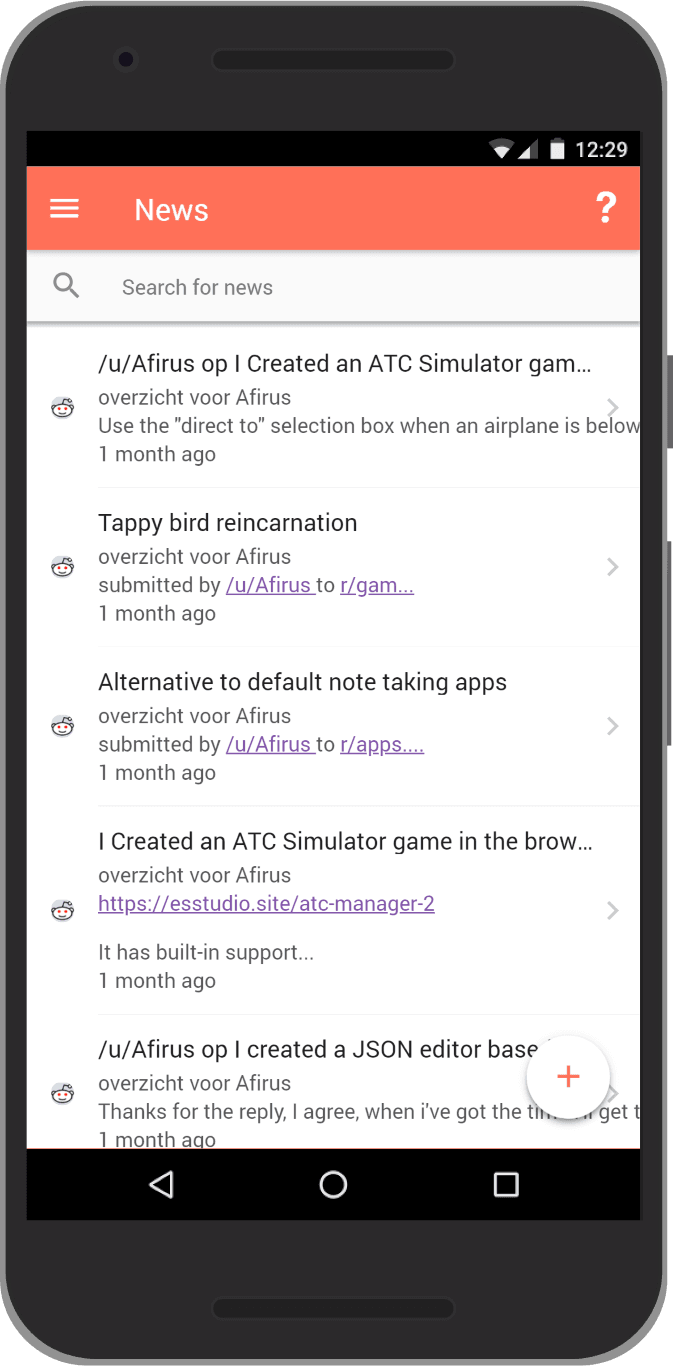 12:29
News
?
Search for news
/u/Afirus op I Created an ATC Simulator gam...
overzicht voor Afirus
Use the "direct to" selection box when an airplane is below
1 month ago
Tappy bird reincarnation
overzicht voor Afirus
submitted by /u/Afirus to r/gam...
1 month ago
Alternative to default note taking apps
overzicht voor Afirus
submitted by /u/Afirus to r/apps....
1 month ago
I Created an ATC Simulator game in the brow...
overzicht voor Afirus
https://esstudio.site/atc-manager-2
It has built-in support...
1 month ago
/u/Afirus op I created a JSON editor base
overzicht voor Afirus
Thanks for the reply, I agree, when i've got the get t
1 month ago